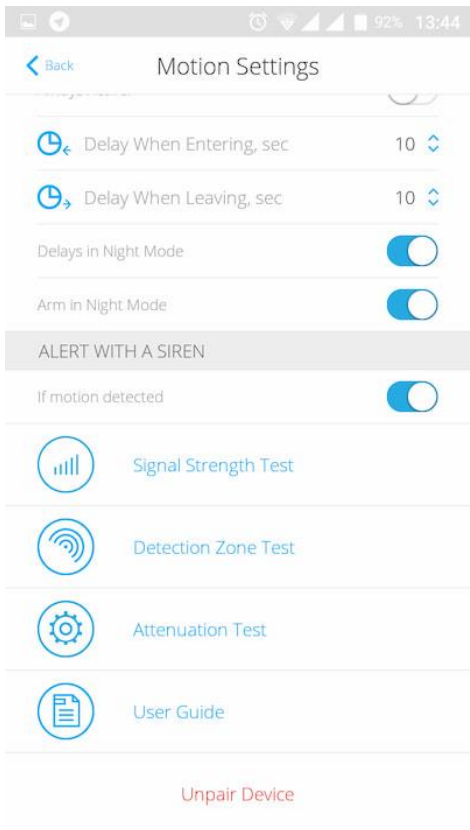 92% 13:44
Back Motion Settings
Delay When Entering, sec 10
Delay When Leaving, sec 10
Delays in Night Mode
Arm in Night Mode
ALERT WITH A SIREN
If motion detected
Signal Strength Test
Detection Zone Test
Attenuation Test
User Guide
Unpair Device